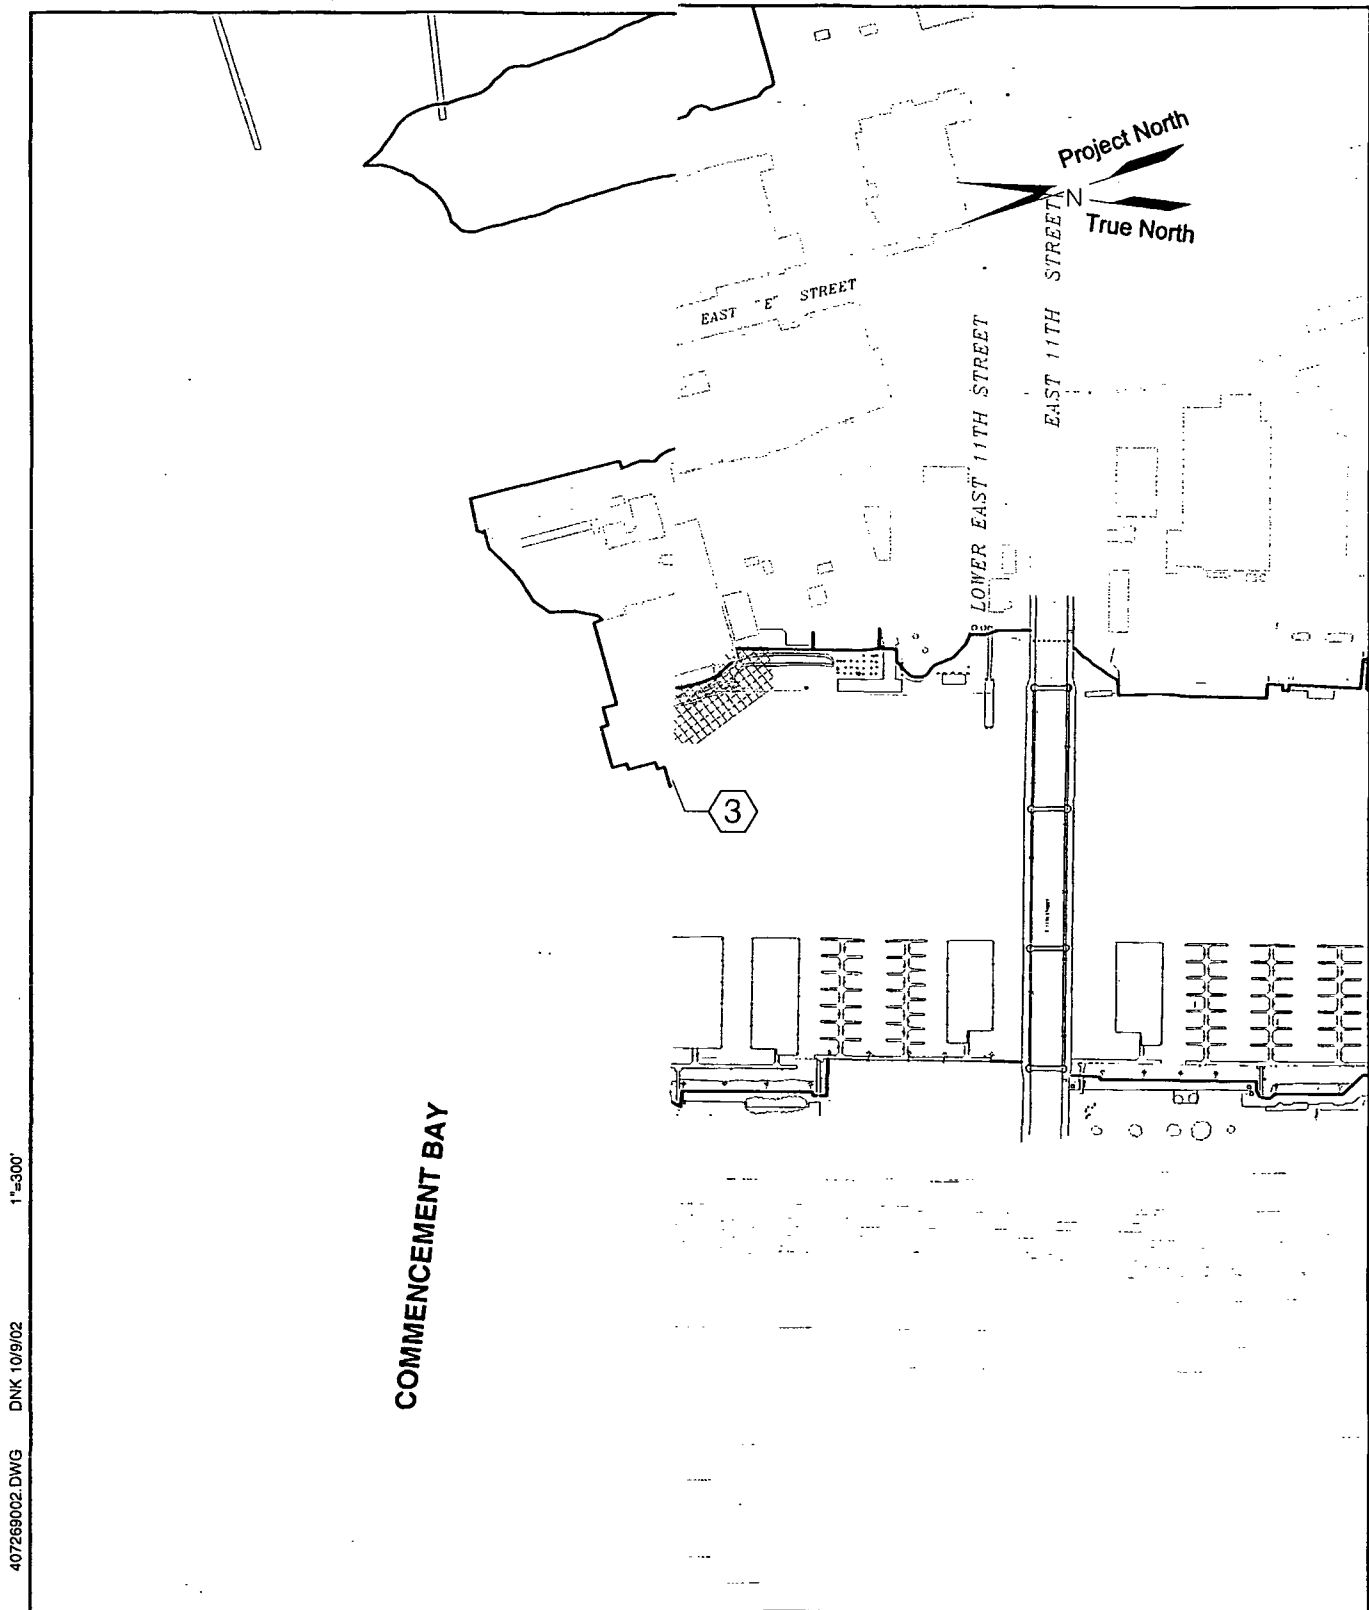 Project North
N
True North
EAST "E" STREET
LOWER EAST 11TH STREET
EAST 11TH STREET
3
COMMENCEMENT BAY
407269002.DWG DNK 10/9/02 1"=300'